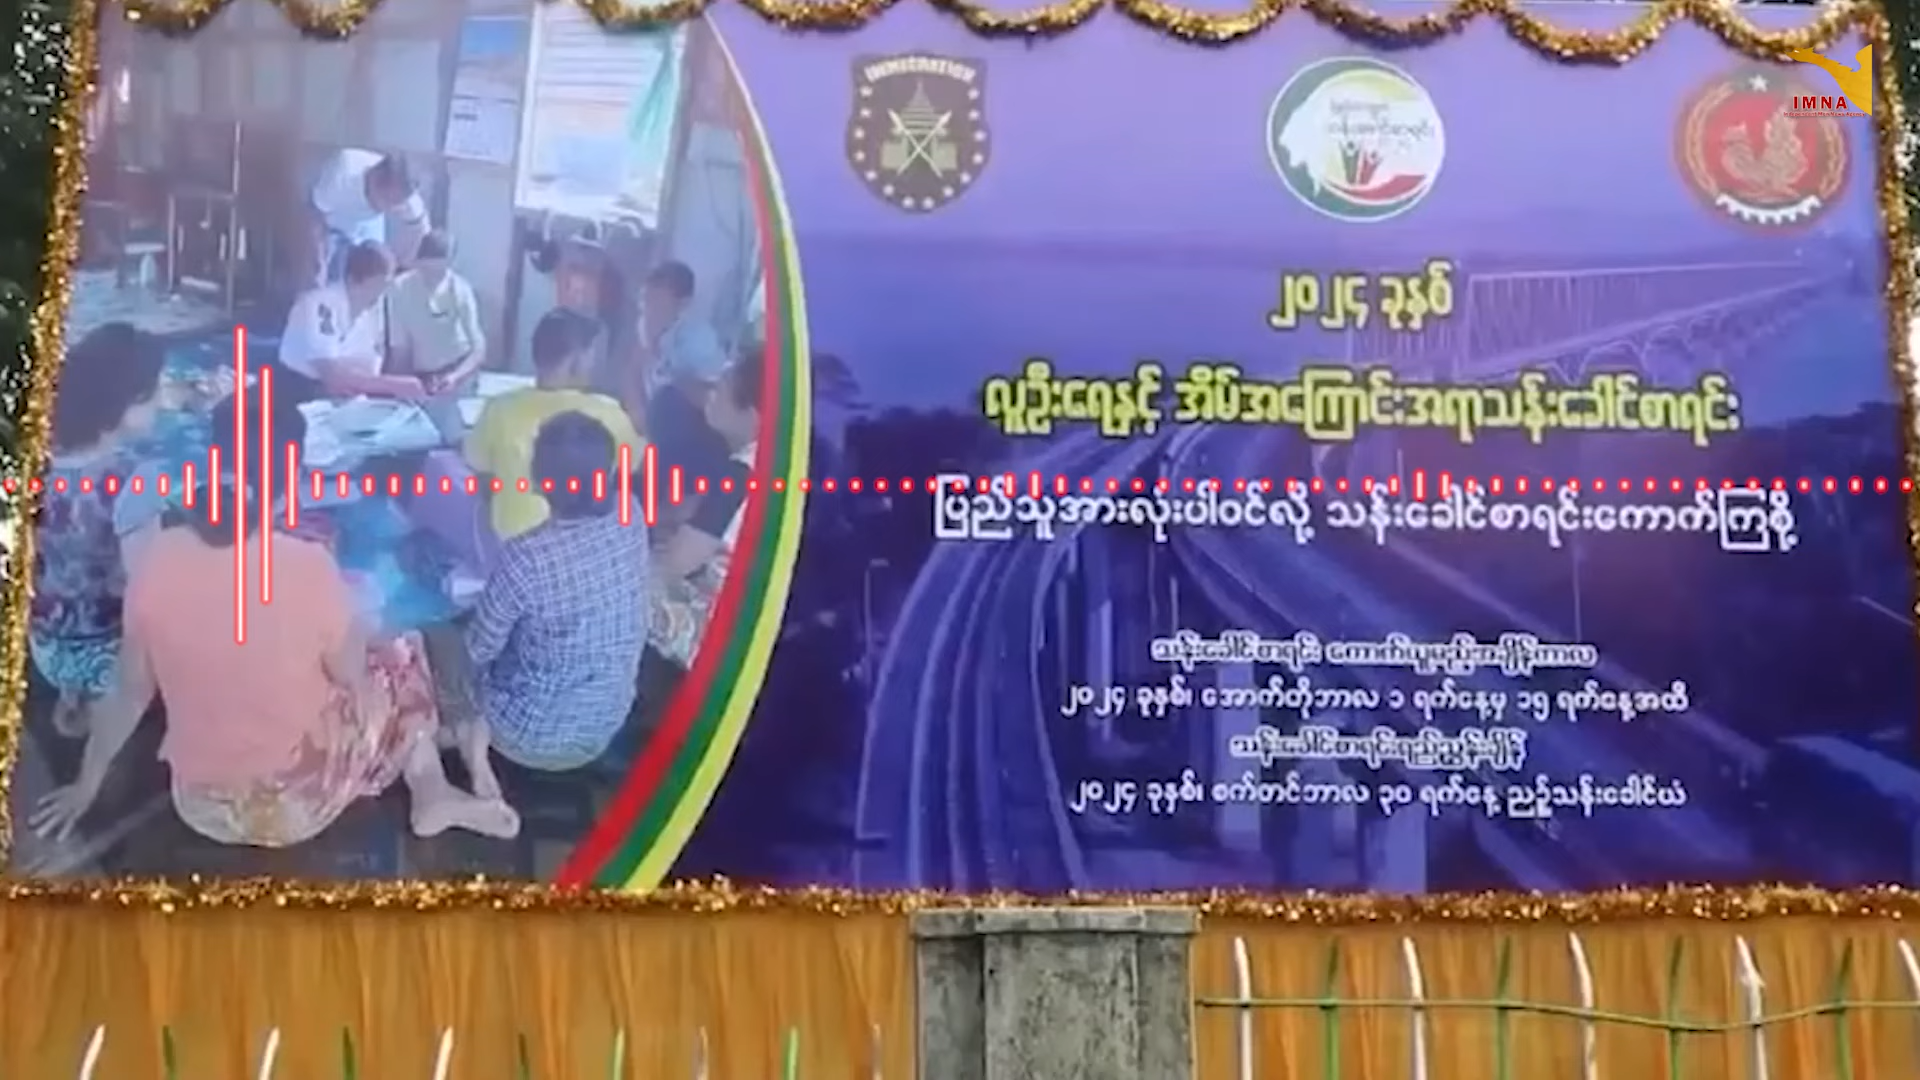 IMMIGRATION
IMNA
၂၀၂၄ ခုနှစ်
လူဦးရေနှင့် အိမ်အကြောင်းအရာသန်းခေါင်စာရင်း
ပြည်သူအားလုံးပါဝင်လို့ သန်းခေါင်စာရင်းကောက်ကြစို့
သန်းခေါင်စာရင်း ကောက်ယူမည့်အချိန်ကာလ
၂၀၂၄ ခုနှစ်၊ အောက်တိုဘာလ ၁ ရက်နေ့မှ ၁၅ ရက်နေ့အထိ
သန်းခေါင်စာရင်းရည်ညွှန်းချိန်
၂၀၂၄ ခုနှစ်၊ စက်တင်ဘာလ ၃၀ ရက်နေ့ ညဉ့်သန်းခေါင်ယံ